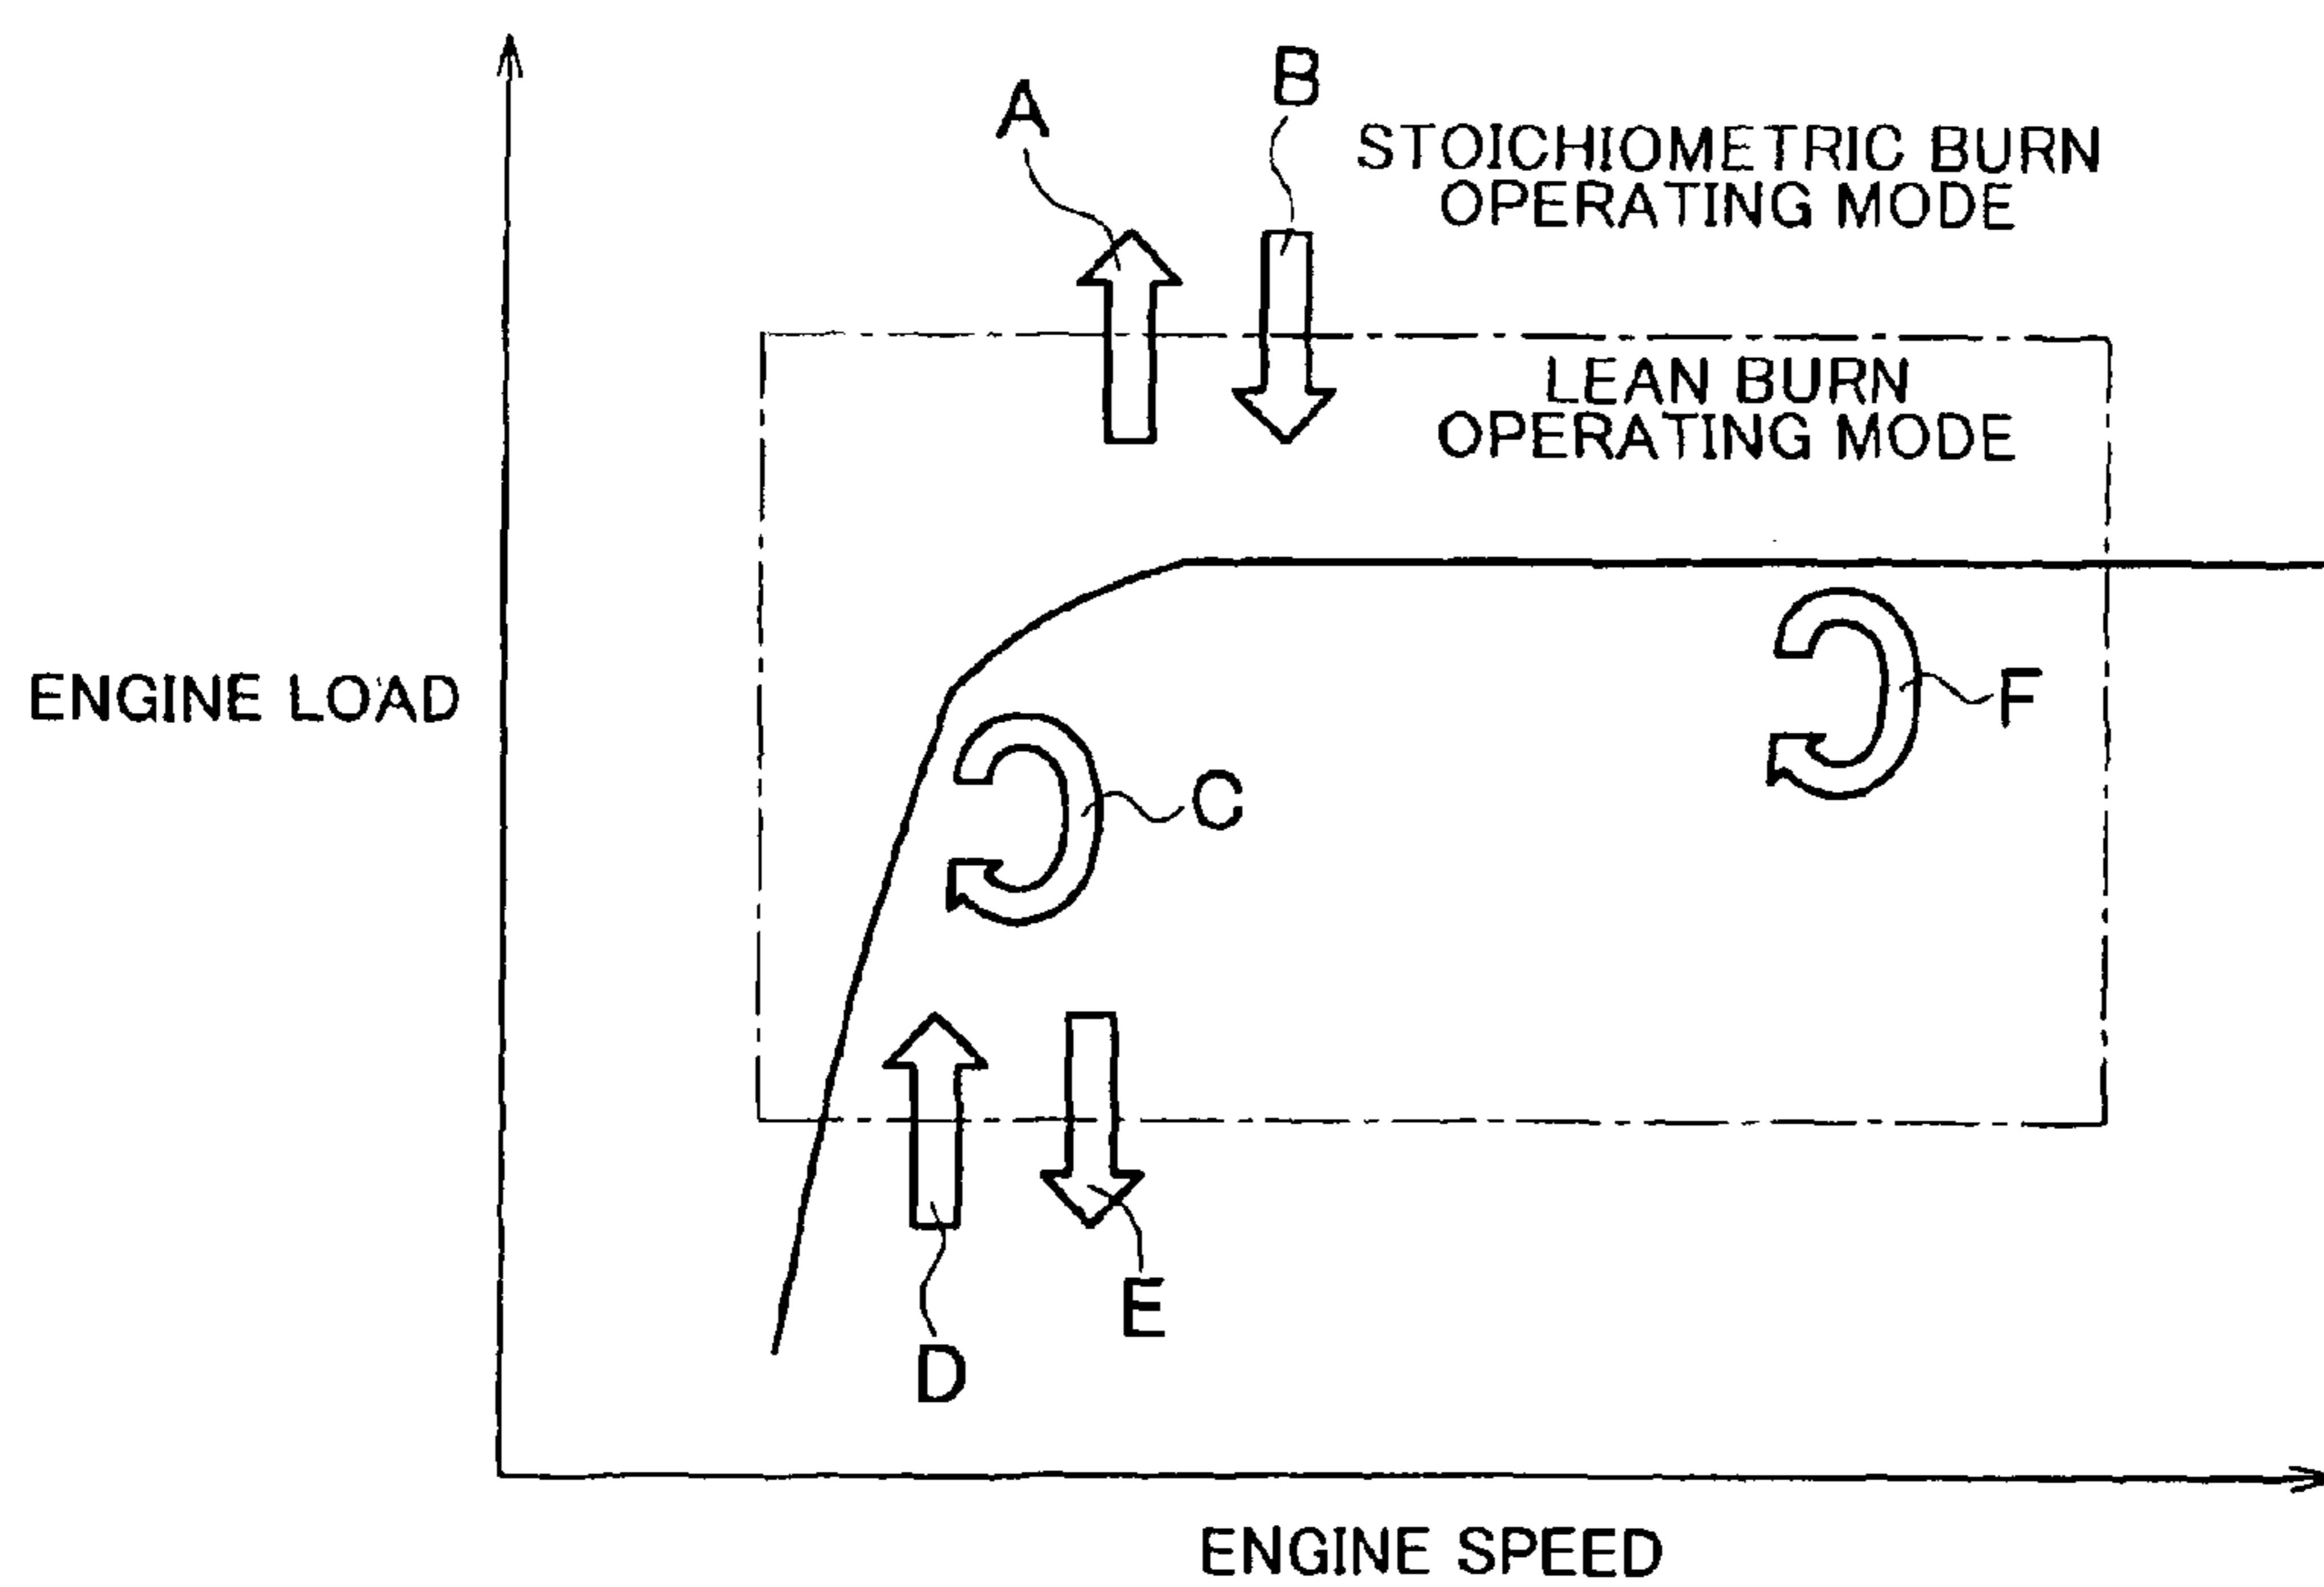 A
B
STOICHIOMETRIC BURN
OPERATING MODE
LEAN BURN
OPERATING MODE
ENGINE LOAD
F
C
E
D
ENGINE SPEED